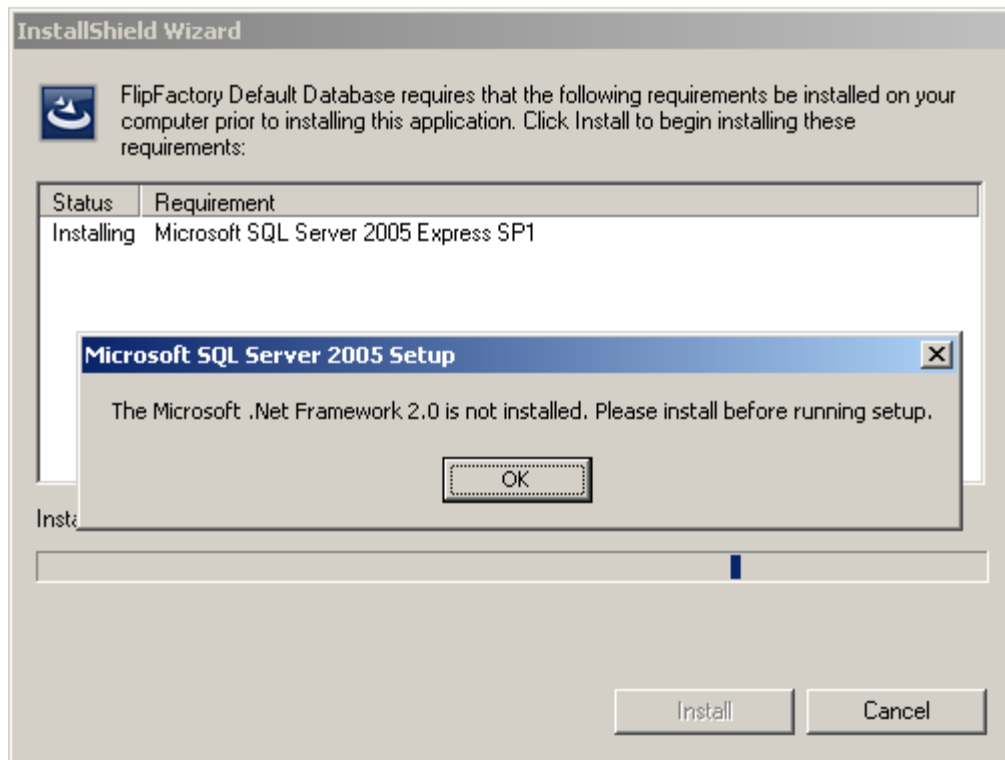 InstallShield Wizard
FlipFactory Default Database requires that the following requirements be installed on your
computer prior to installing this application. Click Install to begin installing these
requirements:
Status Requirement
Installing Microsoft SQL Server 2005 Express SP1
Microsoft SQL Server 2005 Setup
The Microsoft .Net Framework 2.0 is not installed. Please install before running setup.
OK
Install Cancel